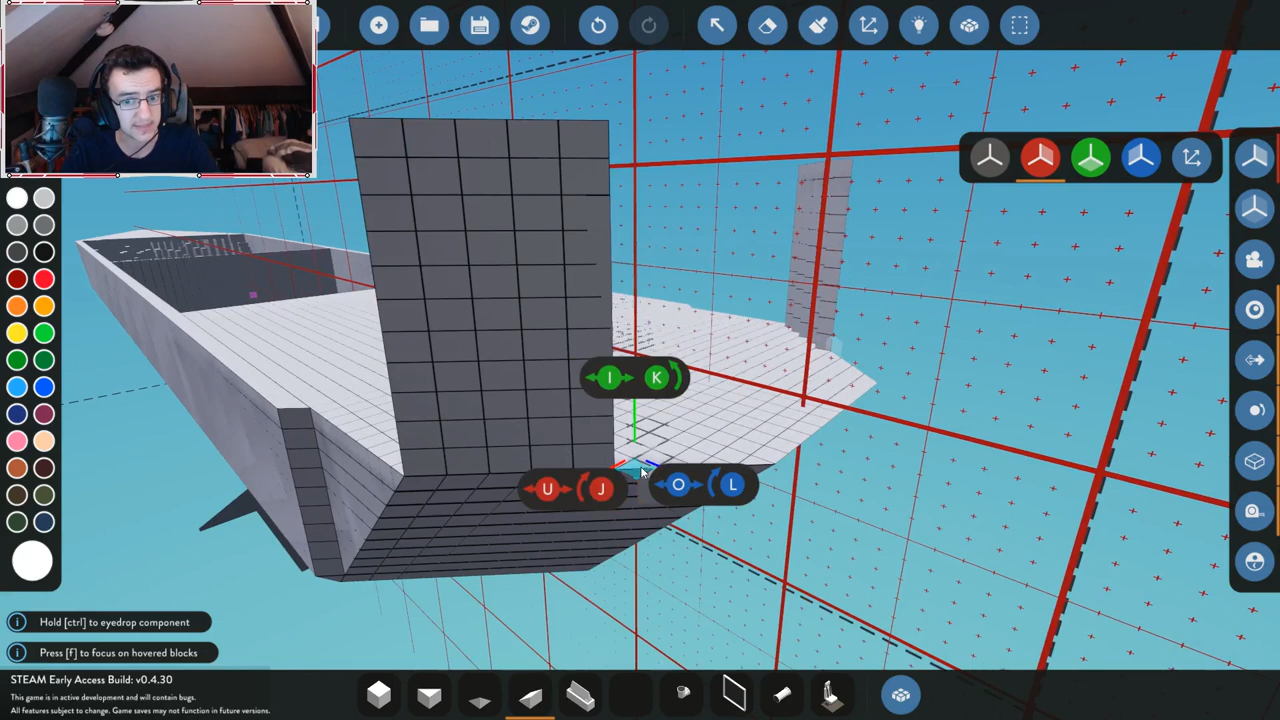 I K
U J O L
Hold [ctrl] to eyedrop component
Press [f] to focus on hovered blocks
STEAM Early Access Build: v0.4.30
This game is in active development and will contain bugs.
All features subject to change. Game saves may not function in future versions.